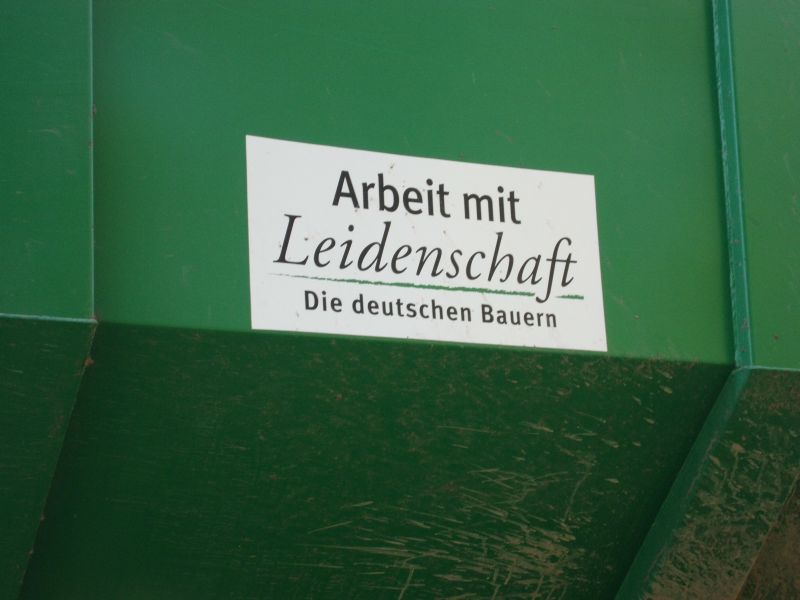 Arbeit mit
Leidenschaft
Die deutschen Bauern